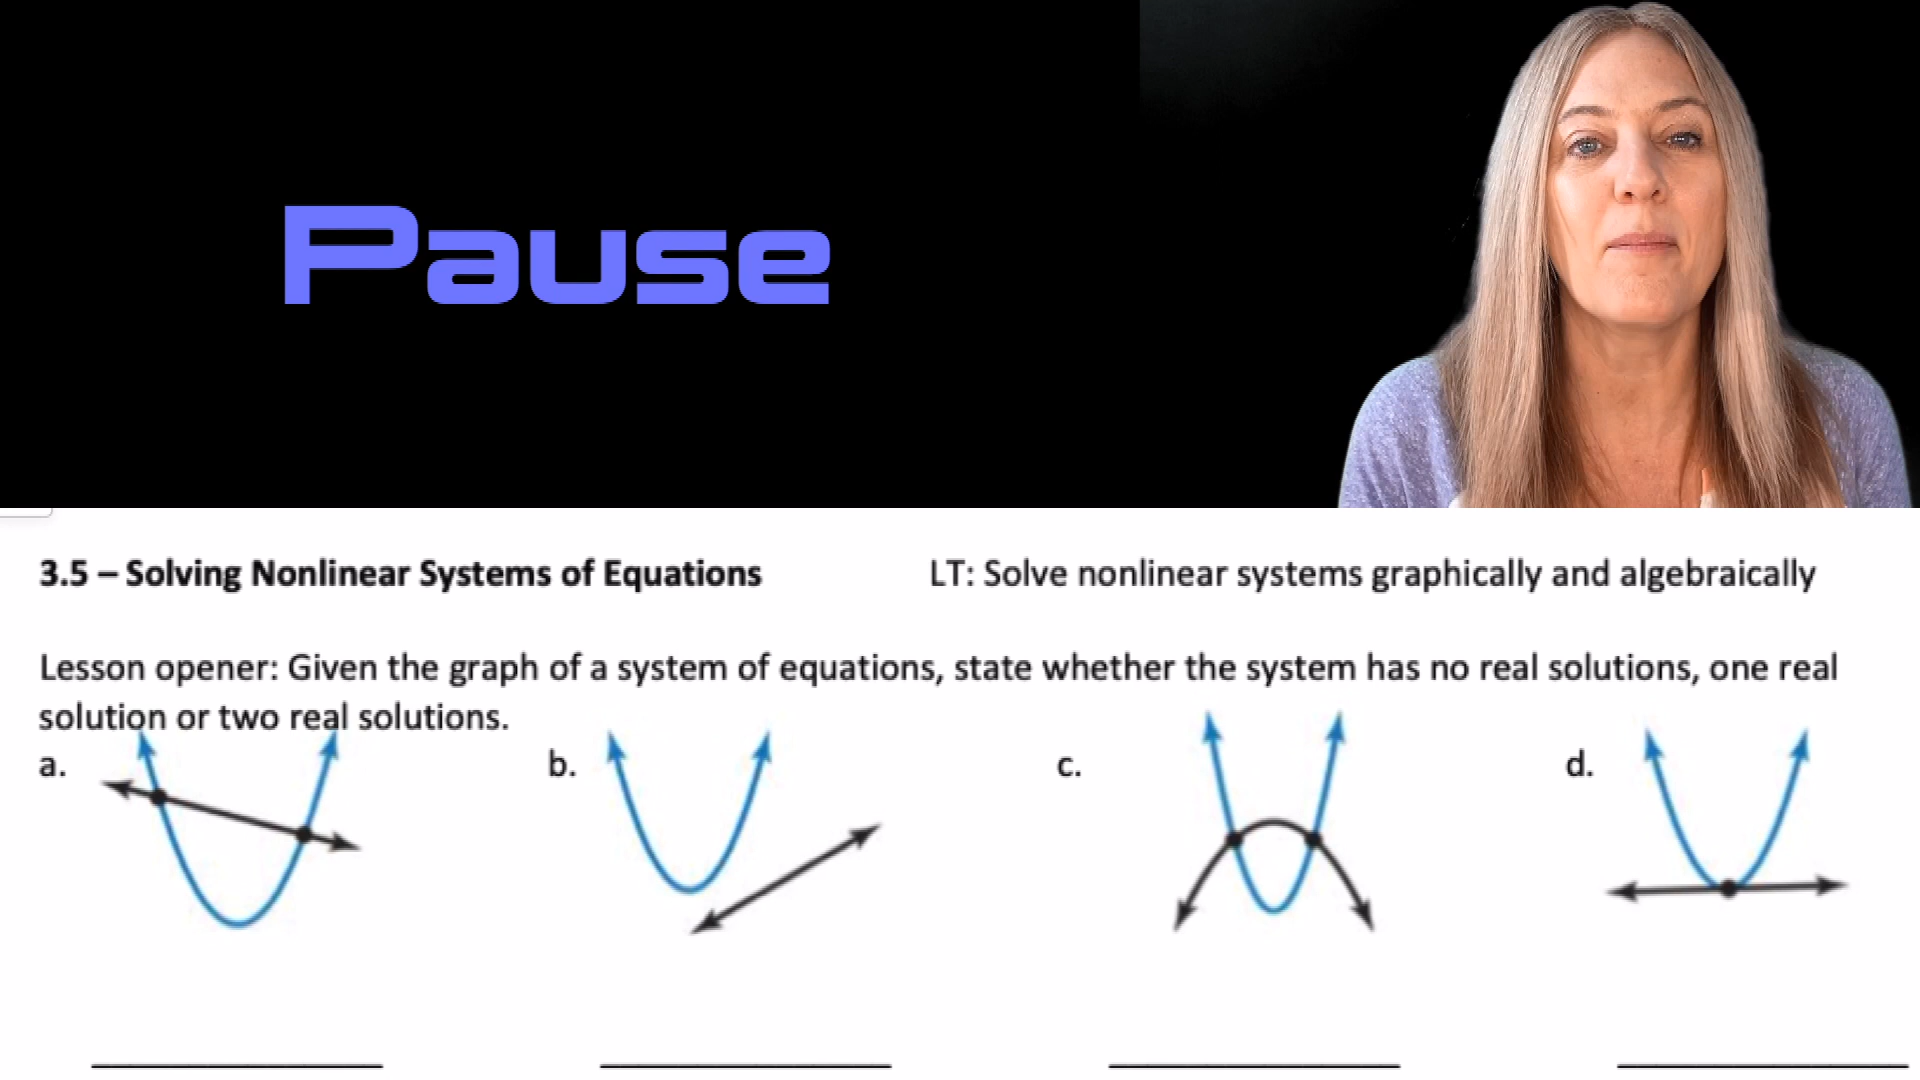 Pause
3.5 – Solving Nonlinear Systems of Equations LT: Solve nonlinear systems graphically and algebraically
Lesson opener: Given the graph of a system of equations, state whether the system has no real solutions, one real
solution or two real solutions.
a. b. c. d.